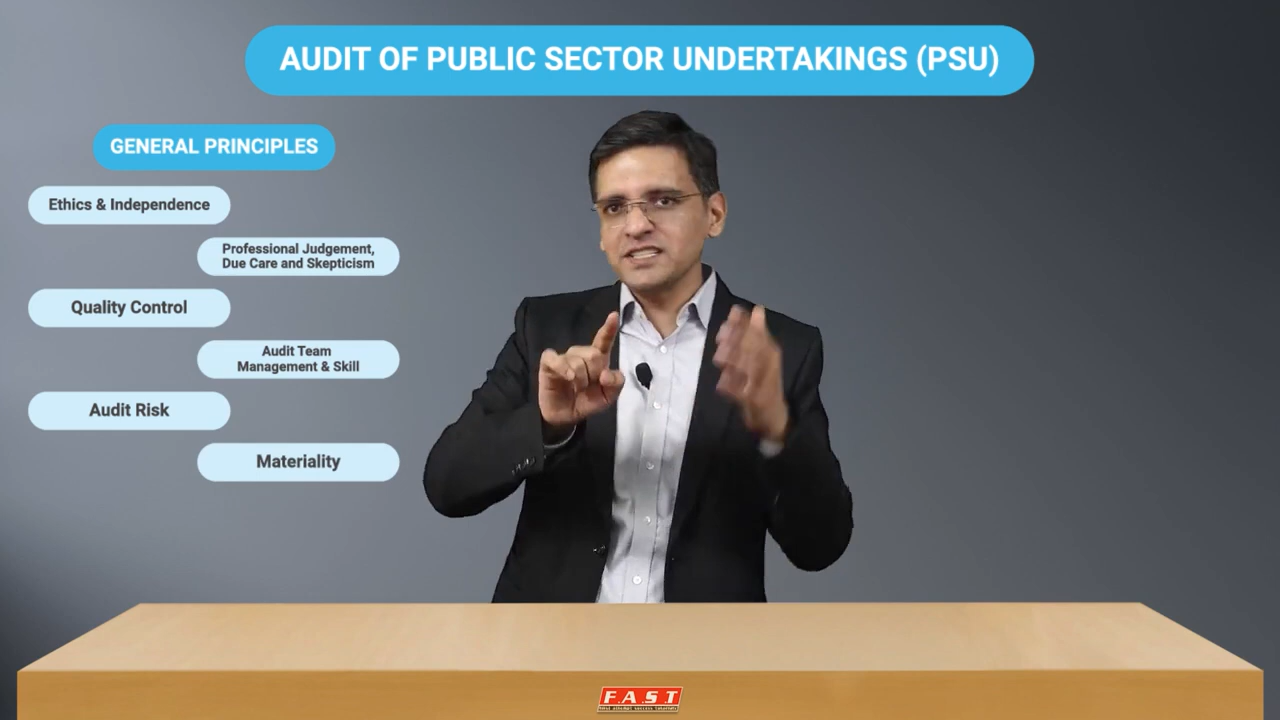 AUDIT OF PUBLIC SECTOR UNDERTAKINGS (PSU)
GENERAL PRINCIPLES
Ethics & Independence
Professional Judgement,
Due Care and Skepticism
Quality Control
Audit Team
Management & Skill
Audit Risk
Materiality
F.A.S.T